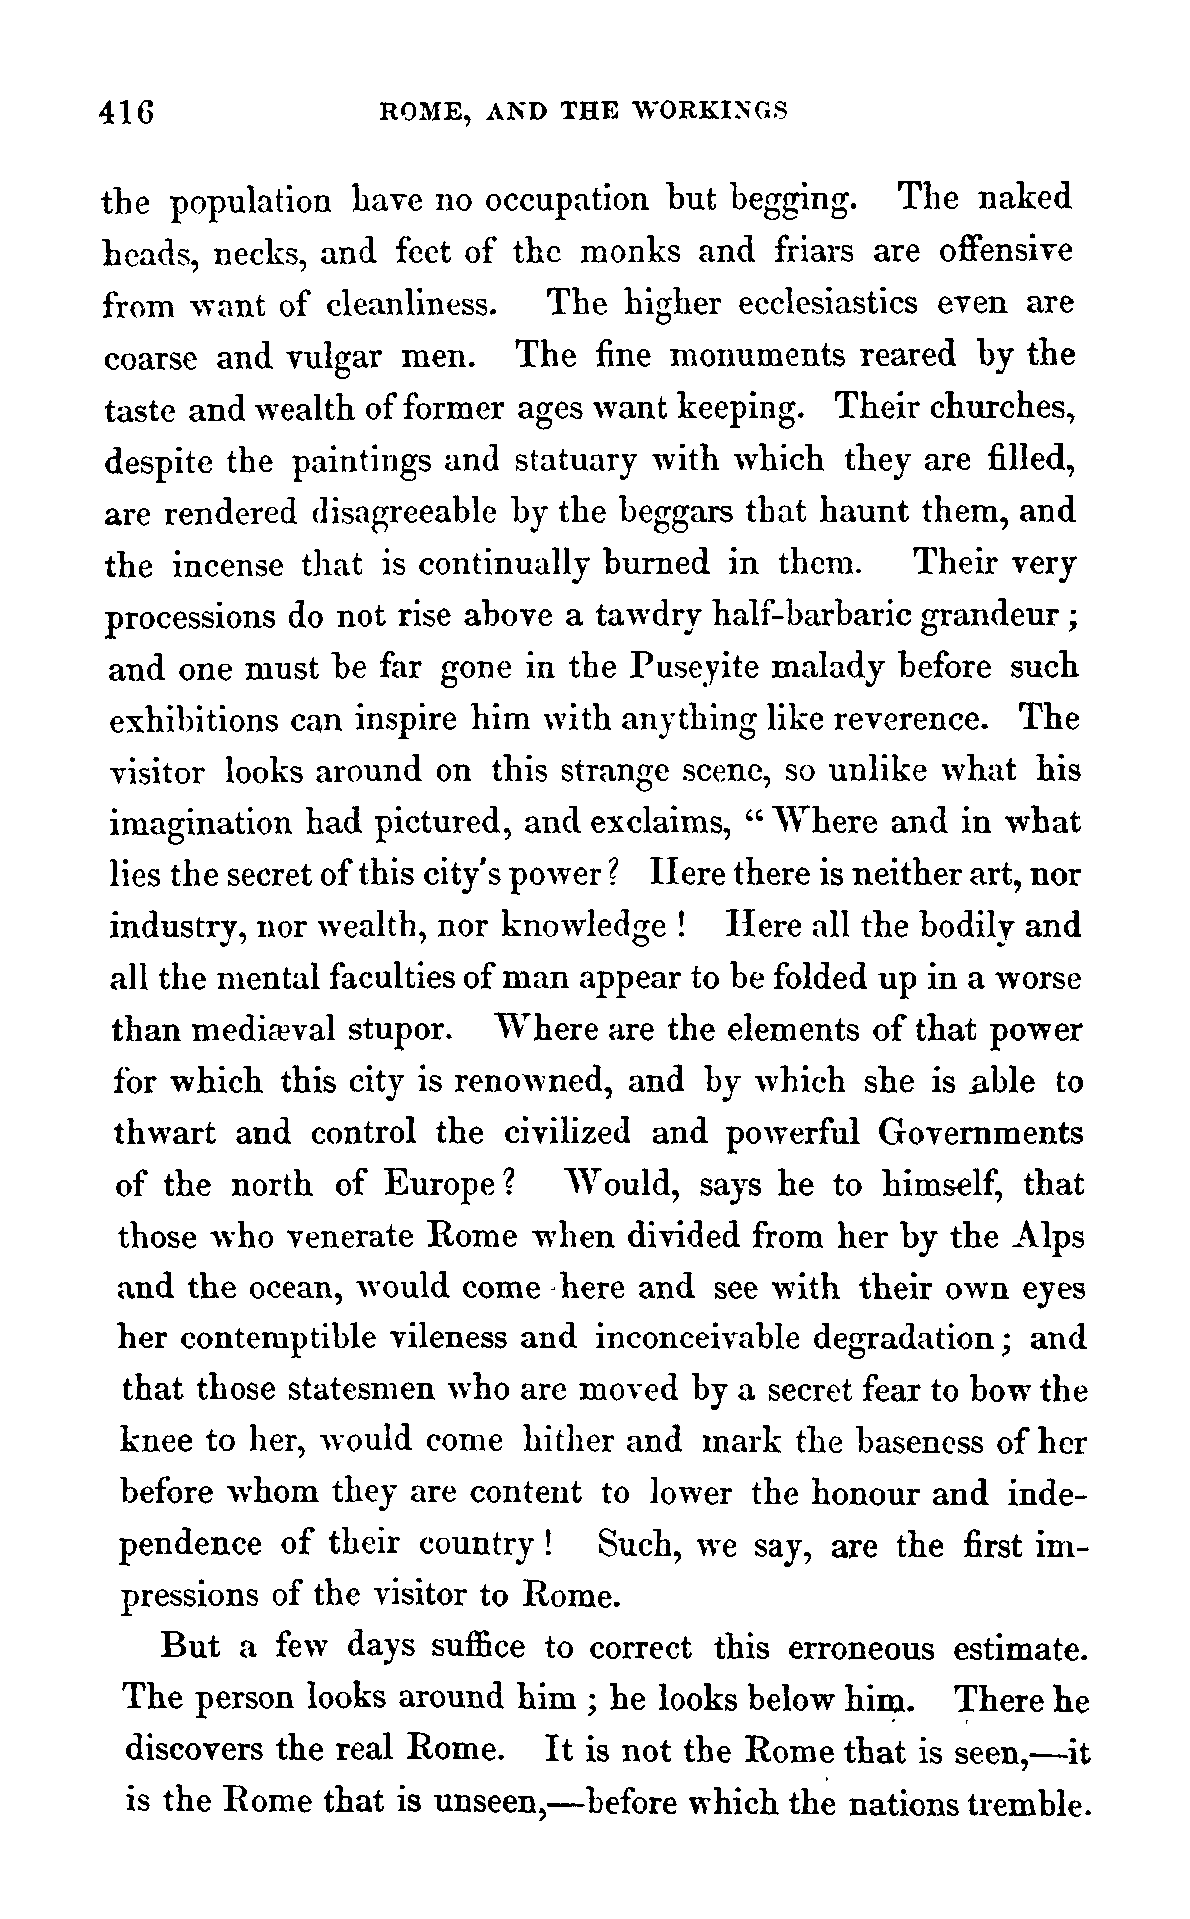 416 ROME, AND THE WORKINGS
the population have no occupation but begging. The naked
heads, necks, and feet of the monks and friars are offensive
from want of cleanliness. The higher ecclesiastics even are
coarse and vulgar men. The fine monuments reared by the
taste and wealth of former ages want keeping. Their churches,
despite the paintings and statuary with which they are filled,
are rendered disagreeable by the beggars that haunt them, and
the incense that is continually burned in them. Their very
processions do not rise above a tawdry half-barbaric grandeur ;
and one must be far gone in the Puseyite malady before such
exhibitions can inspire him with anything like reverence. The
visitor looks around on this strange scene, so unlike what his
imagination had pictured, and exclaims, “ Where and in what
lies the secret of this city's power ? Here there is neither art, nor
industry, nor wealth, nor knowledge ! Here all the bodily and
all the mental faculties of man appear to be folded up in a worse
than mediæval stupor. Where are the elements of that power
for which this city is renowned, and by which she is able to
thwart and control the civilized and powerful Governments
of the north of Europe ? Would, says he to himself, that
those who venerate Rome when divided from her by the Alps
and the ocean, would come here and see with their own eyes
her contemptible vileness and inconceivable degradation ; and
that those statesmen who are moved by a secret fear to bow the
knee to her, would come hither and mark the baseness of her
before whom they are content to lower the honour and inde-
pendence of their country ! Such, we say, are the first im-
pressions of the visitor to Rome.
But a few days suffice to correct this erroneous estimate.
The person looks around him ; he looks below him. There he
discovers the real Rome. It is not the Rome that is seen,—it
is the Rome that is unseen,—before which the nations tremble.